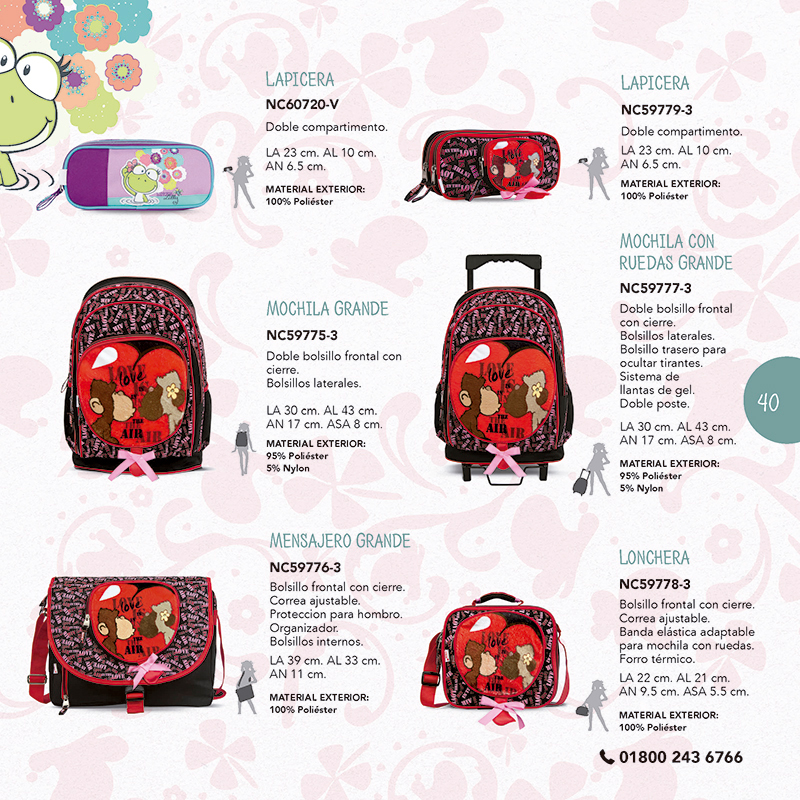 LAPICERA
NC60720-V
Doble compartimento.
LA 23 cm. AL 10 cm.
AN 6.5 cm.
MATERIAL EXTERIOR:
100% Poliéster
LAPICERA
NC59779-3
Doble compartimento.
LA 23 cm. AL 10 cm.
AN 6.5 cm.
MATERIAL EXTERIOR:
100% Poliéster
MOCHILA GRANDE
NC59775-3
Doble bolsillo frontal con
cierre.
Bolsillos laterales.
LA 30 cm. AL 43 cm.
AN 17 cm. ASA 8 cm.
MATERIAL EXTERIOR:
95% Poliéster
5% Nylon
LOVE
IS
IN
THE
AIR
MOCHILA CON
RUEDAS GRANDE
NC59777-3
Doble bolsillo frontal
con cierre.
Bolsillos laterales.
Bolsillo trasero para
ocultar tirantes.
Sistema de
llantas de gel.
Doble poste.
LA 30 cm. AL 43 cm.
AN 17 cm. ASA 8 cm.
MATERIAL EXTERIOR:
95% Poliéster
5% Nylon
40
MENSAJERO GRANDE
NC59776-3
Bolsillo frontal con cierre.
Correa ajustable.
Proteccion para hombro.
Organizador.
Bolsillos internos.
LA 39 cm. AL 33 cm.
AN 11 cm.
MATERIAL EXTERIOR:
100% Poliéster
LONCHERA
NC59778-3
Bolsillo frontal con cierre.
Correa ajustable.
Banda elástica adaptable
para mochila con ruedas.
Forro térmico.
LA 22 cm. AL 21 cm.
AN 9.5 cm. ASA 5.5 cm.
MATERIAL EXTERIOR:
100% Poliéster
01800 243 6766